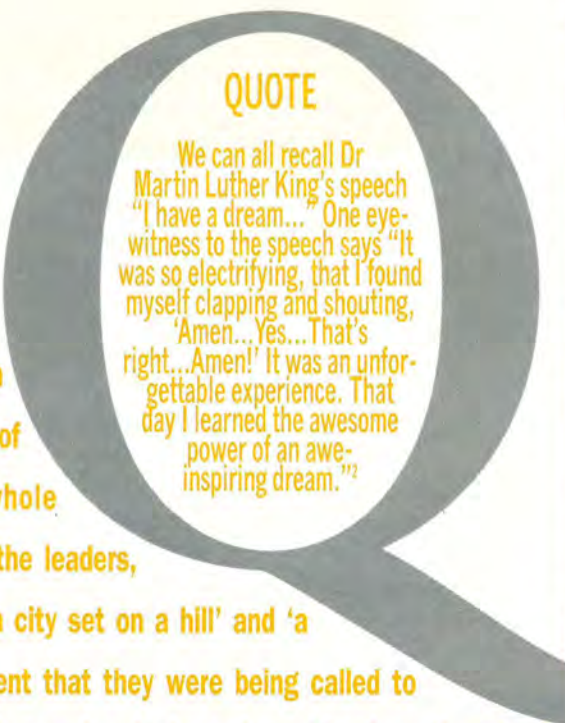 QUOTE
We can all recall Dr
Martin Luther King's speech
"I have a dream..." One eye-
witness to the speech says "It
was so electrifying, that I found
myself clapping and shouting,
'Amen...Yes...That's
right...Amen!' It was an unfor-
gettable experience. That
day I learned the awesome
power of an awe-
inspiring dream."2
of
whole
the leaders,
city set on a hill' and 'a
that they were being called to